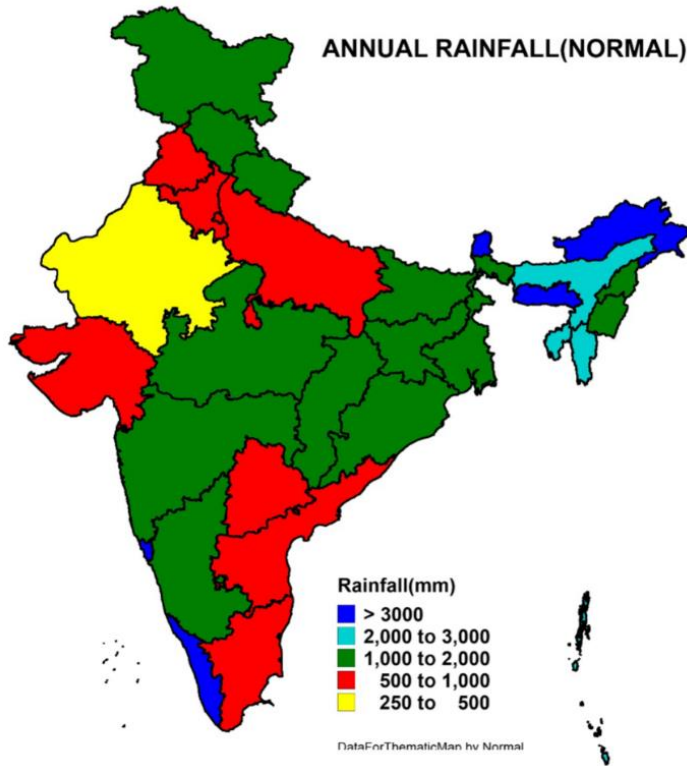 ANNUAL RAINFALL(NORMAL)
Rainfall(mm)
> 3000
2,000 to 3,000
1,000 to 2,000
500 to 1,000
250 to 500
DataForThematicMap by Normal